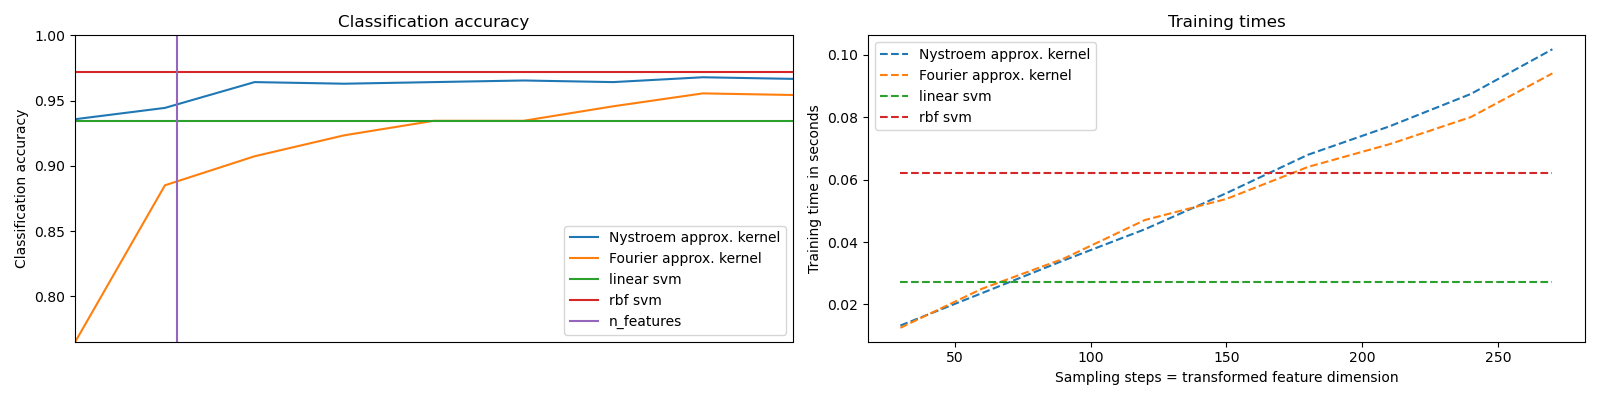 Classification accuracy
Classification accuracy
1.00
0.95
0.90
0.85
0.80
Nystroem approx. kernel
Fourier approx. kernel
linear svm
rbf svm
n_features
Training times
Training time in seconds
0.10
0.08
0.06
0.04
0.02
Nystroem approx. kernel
Fourier approx. kernel
linear svm
rbf svm
50 100 150 200 250
Sampling steps = transformed feature dimension